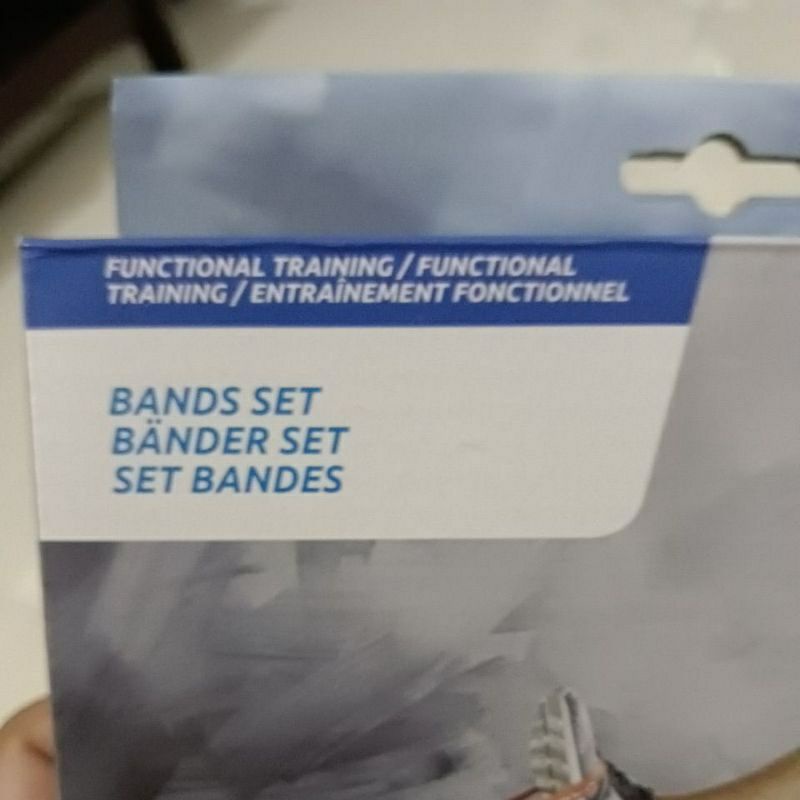 FUNCTIONAL TRAINING / FUNCTIONAL
TRAINING / ENTRAÎNEMENT FONCTIONNEL
BANDS SET
BÄNDER SET
SET BANDES